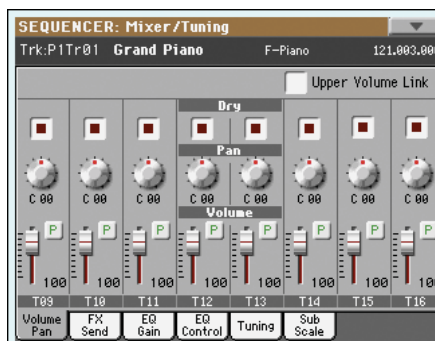 SEQUENCER: Mixer/Tuning
Trk:P1Tr01 Grand Piano F-Piano 121.003.000
Upper Volume Link
Dry
Pan
C 00 C 00 C 00 C 00 C 00 C 00 C 00 C 00
Volume
P P P P P P P P
100 100 100 100 100 100 100 100
T09 T10 T11 T12 T13 T14 T15 T16
Volume Pan FX Send EQ Gain EQ Control Tuning Sub Scale